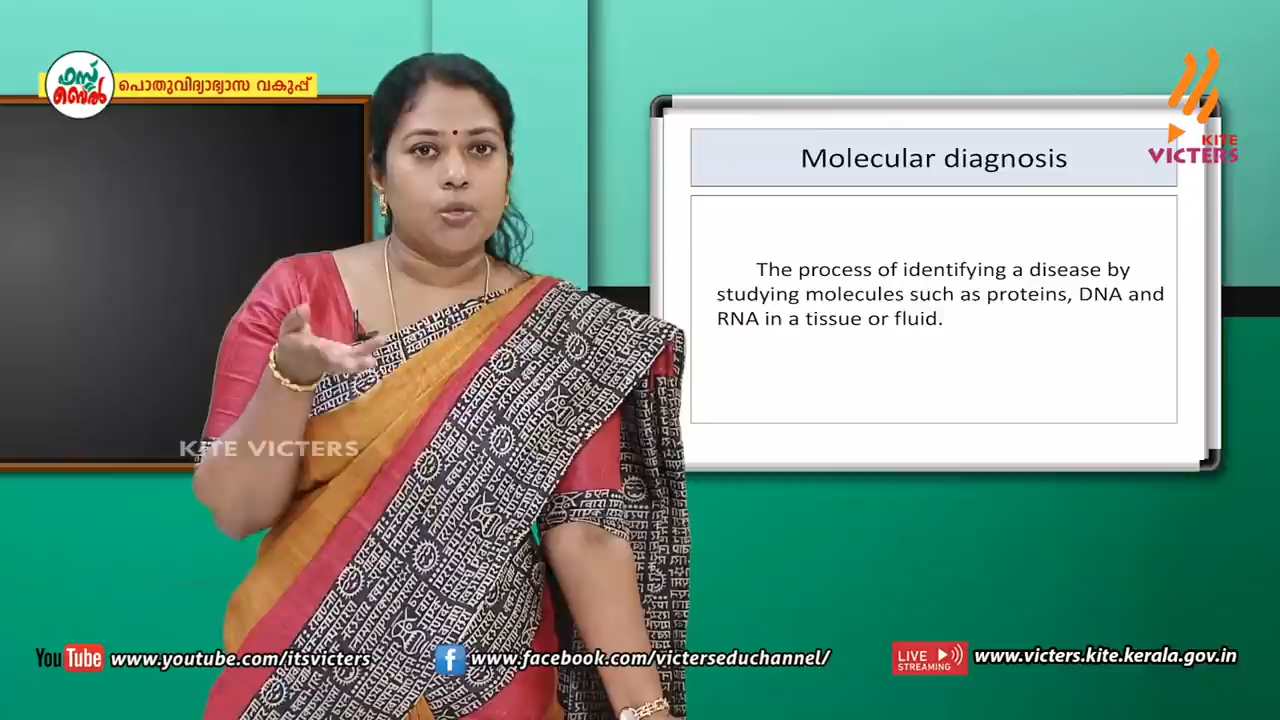 ഫസ്റ്റ്
ബെൽ
പൊതുവിദ്യാഭ്യാസ വകുപ്പ്
KITE
VICTERS
Molecular diagnosis
The process of identifying a disease by
studying molecules such as proteins, DNA and
RNA in a tissue or fluid.
KITE VICTERS
YouTube www.youtube.com/itsvicters
f www.facebook.com/victerseduchannel/
LIVE
STREAMING
www.victers.kite.kerala.gov.in